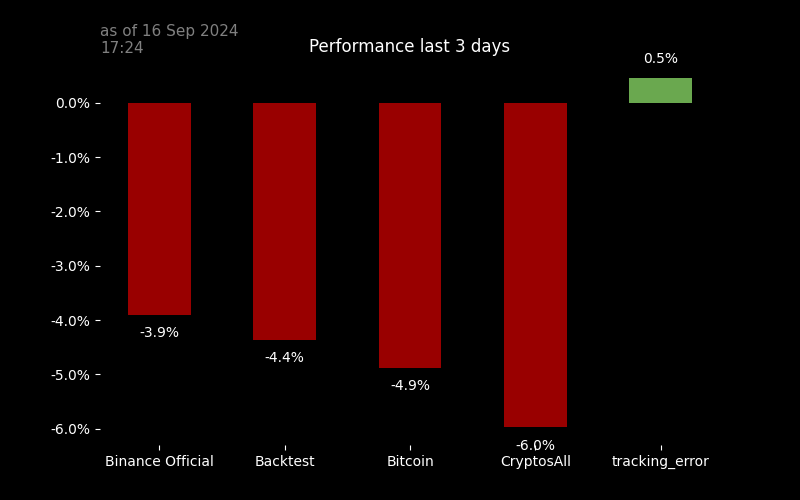 as of 16 Sep 2024
17:24
Performance last 3 days
0.5%
0.0%
-1.0%
-2.0%
-3.0%
-4.0%
-5.0%
-6.0%
-3.9%
-4.4%
-4.9%
-6.0%
Binance Official
Backtest
Bitcoin
CryptosAll
tracking_error